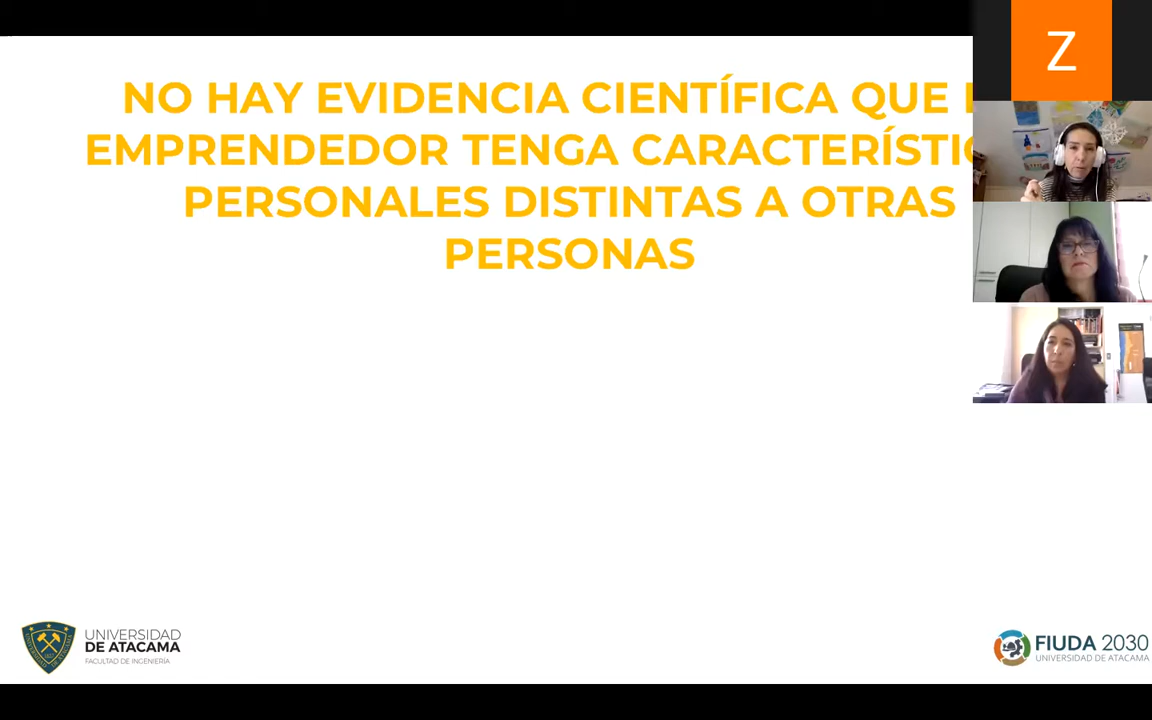 NO HAY EVIDENCIA CIENTÍFICA QUE
EMPRENDEDOR TENGA
PERSONALES DISTINTAS A OTRAS
PERSONAS
Z
UNIVERSIDAD
DE ATACAMA
FACULTAD DE INGENIERÍA
FIUDA 2030
UNIVERSIDAD DE ATACAMA